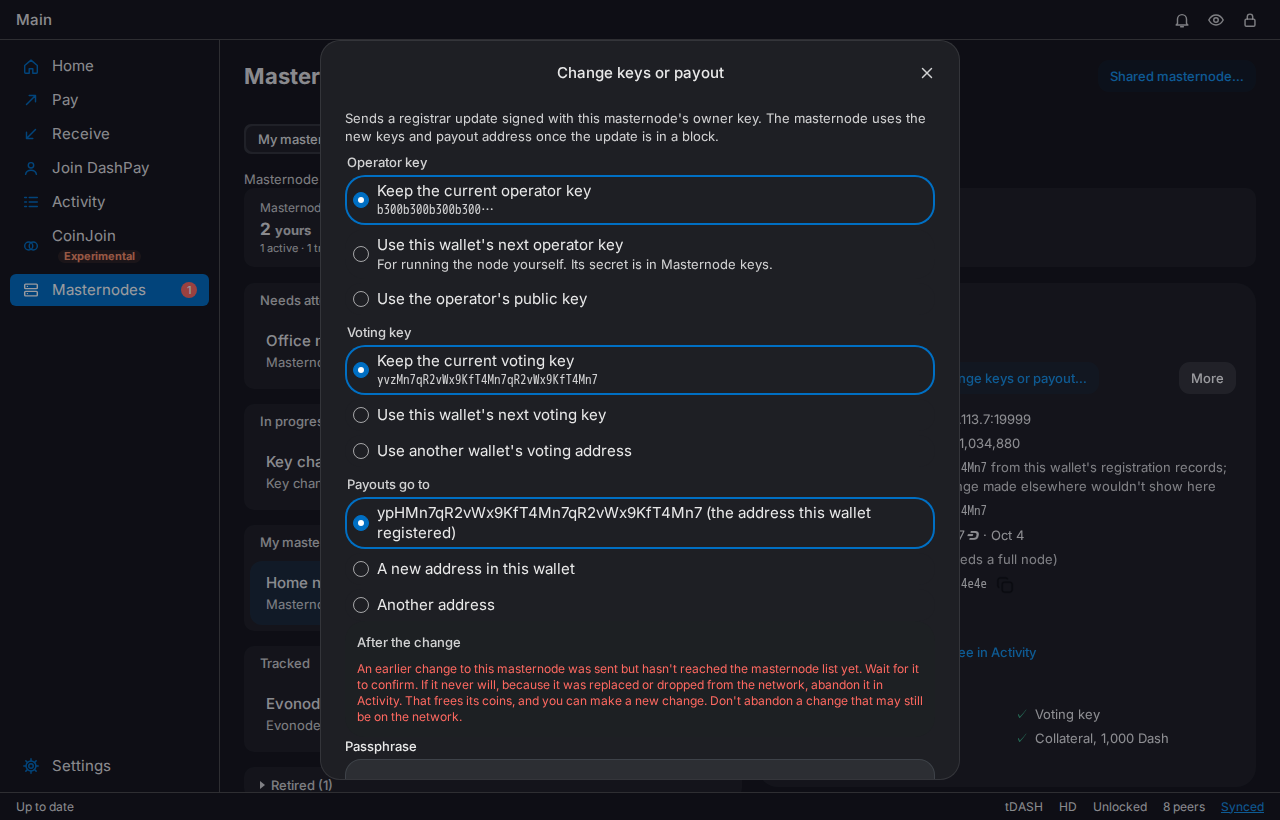 Main
Home
Pay
Receive
Join DashPay
Activity
CoinJoin
Experimental
Masternodes
1
Settings
Master
Shared masternode...
My master
Masternode
Masternod
2 yours
1 active · 1 tr
Needs att
Office n
Masterno
In progres
Key cha
Key chan
My maste
Home n
Masterno
Tracked
Evonod
Evonode
Retired (1)
Change keys or payout
Sends a registrar update signed with this masternode's owner key. The masternode uses the
new keys and payout address once the update is in a block.
Operator key
Keep the current operator key
b300b300b300b300…
Use this wallet's next operator key
For running the node yourself. Its secret is in Masternode keys.
Use the operator's public key
Voting key
Keep the current voting key
yvzMn7qR2vWx9KfT4Mn7qR2vWx9KfT4Mn7
Use this wallet's next voting key
Use another wallet's voting address
Payouts go to
ypHMn7qR2vWx9KfT4Mn7qR2vWx9KfT4Mn7 (the address this wallet
registered)
A new address in this wallet
Another address
After the change
An earlier change to this masternode was sent but hasn't reached the masternode list yet. Wait for it
to confirm. If it never will, because it was replaced or dropped from the network, abandon it in
Activity. That frees its coins, and you can make a new change. Don't abandon a change that may still
be on the network.
Passphrase
nge keys or payout...
More
.113.7:19999
1,034,880
4Mn7 from this wallet's registration records;
nge made elsewhere wouldn't show here
4Mn7
7 · Oct 4
eeds a full node)
4e4e
ee in Activity
✓ Voting key
✓ Collateral, 1,000 Dash
Up to date
tDASH
HD
Unlocked
8 peers
Synced